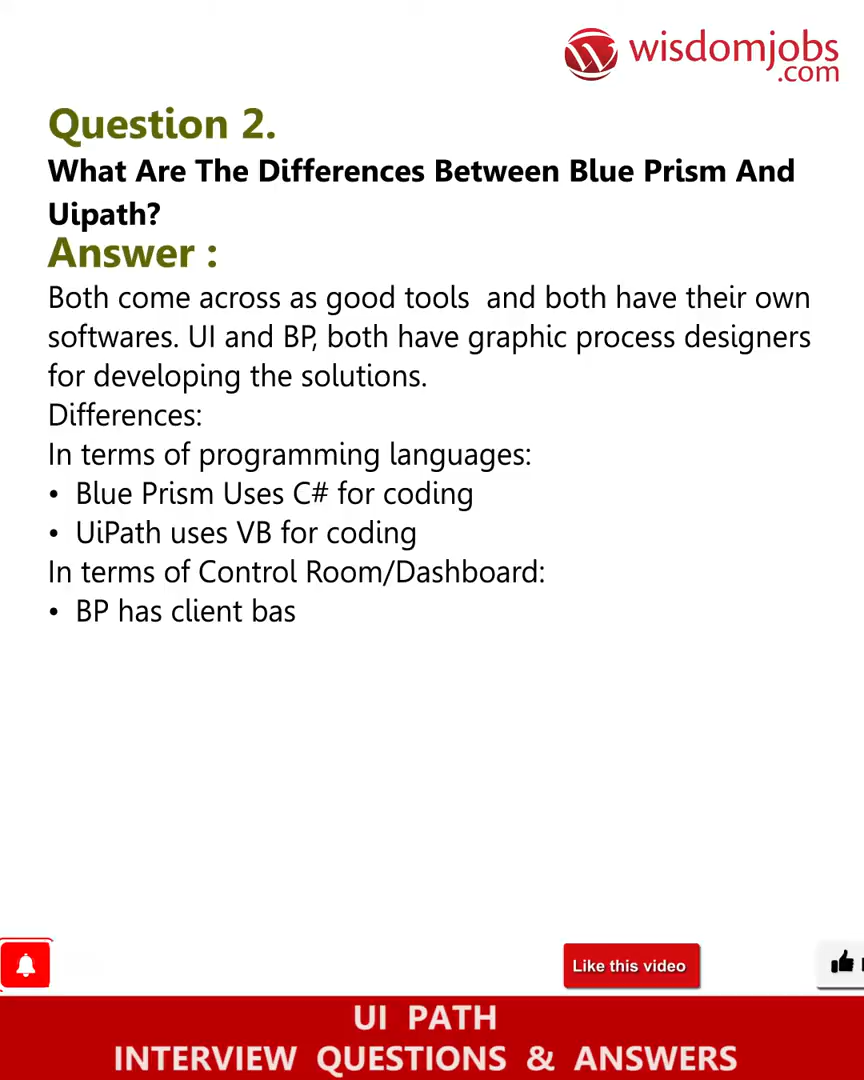 wisdomjobs
.com
Question 2.
What Are The Differences Between Blue Prism And
Uipath?
Answer :
Both come across as good tools and both have their own
softwares. UI and BP, both have graphic process designers
for developing the solutions.
Differences:
In terms of programming languages:
• Blue Prism Uses C# for coding
• UiPath uses VB for coding
In terms of Control Room/Dashboard:
• BP has client bas
Like this video
UI PATH
INTERVIEW QUESTIONS & ANSWERS